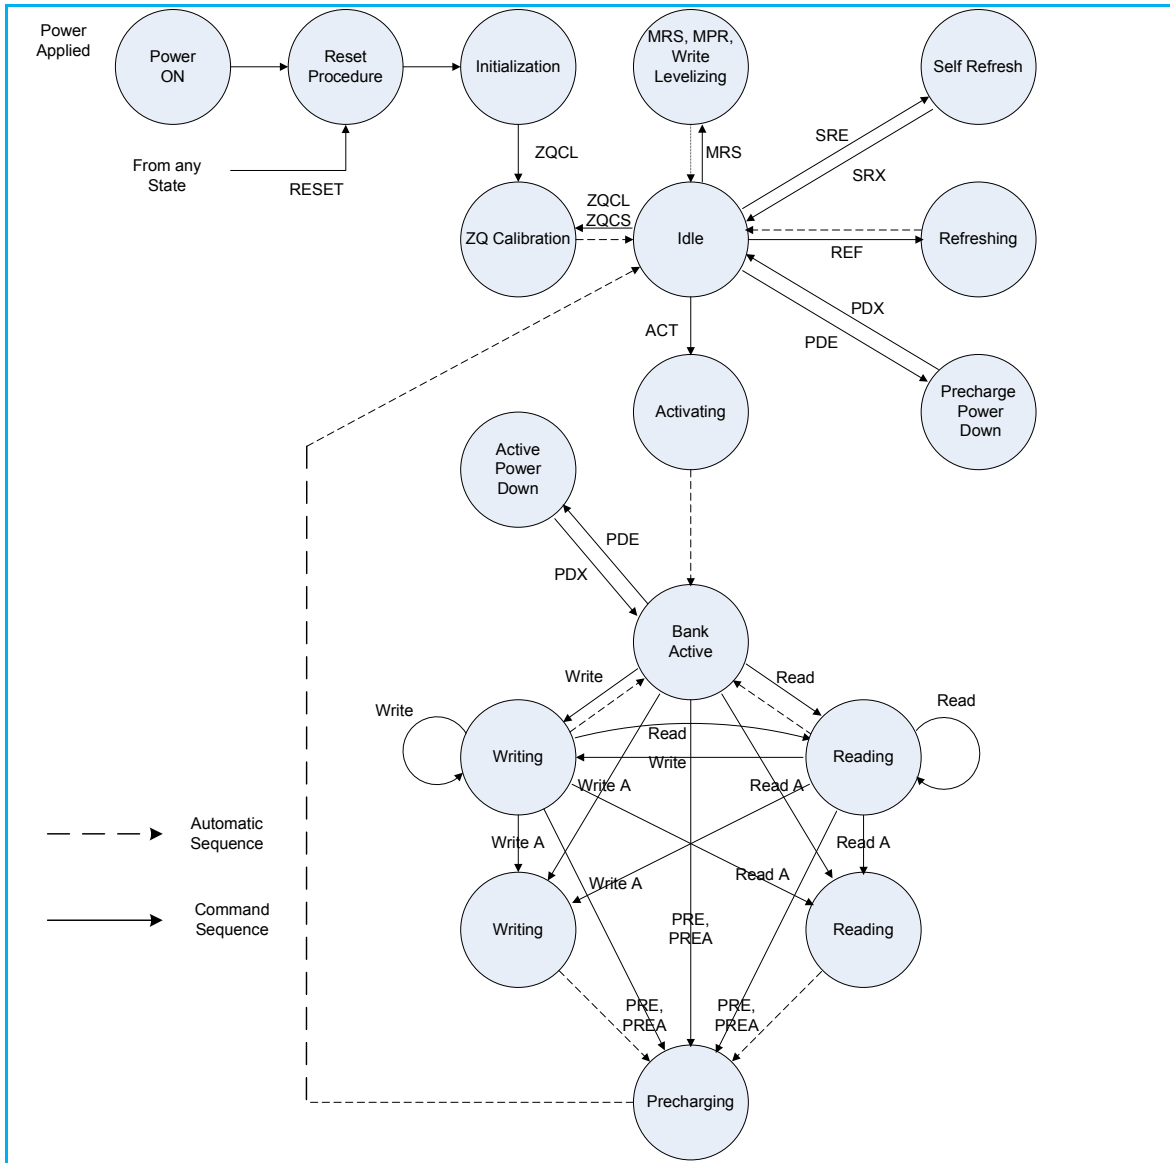 Power
Applied
Power
ON
Reset
Procedure
Initialization
MRS, MPR,
Write
Levelizing
Self Refresh
From any
State
RESET
ZQCL
MRS
SRE
SRX
ZQCL
ZQCS
ZQ Calibration
Idle
REF
Refreshing
ACT
PDX
PDE
Activating
Precharge
Power
Down
Active
Power
Down
PDE
PDX
Bank
Active
Write
Read
Write
Read
Read
Writing
Write
Reading
Write A
Read A
Automatic
Sequence
Write A
Read A
Write A
Read A
Command
Sequence
Writing
PRE,
PREA
Reading
PRE,
PREA
PRE,
PREA
Precharging